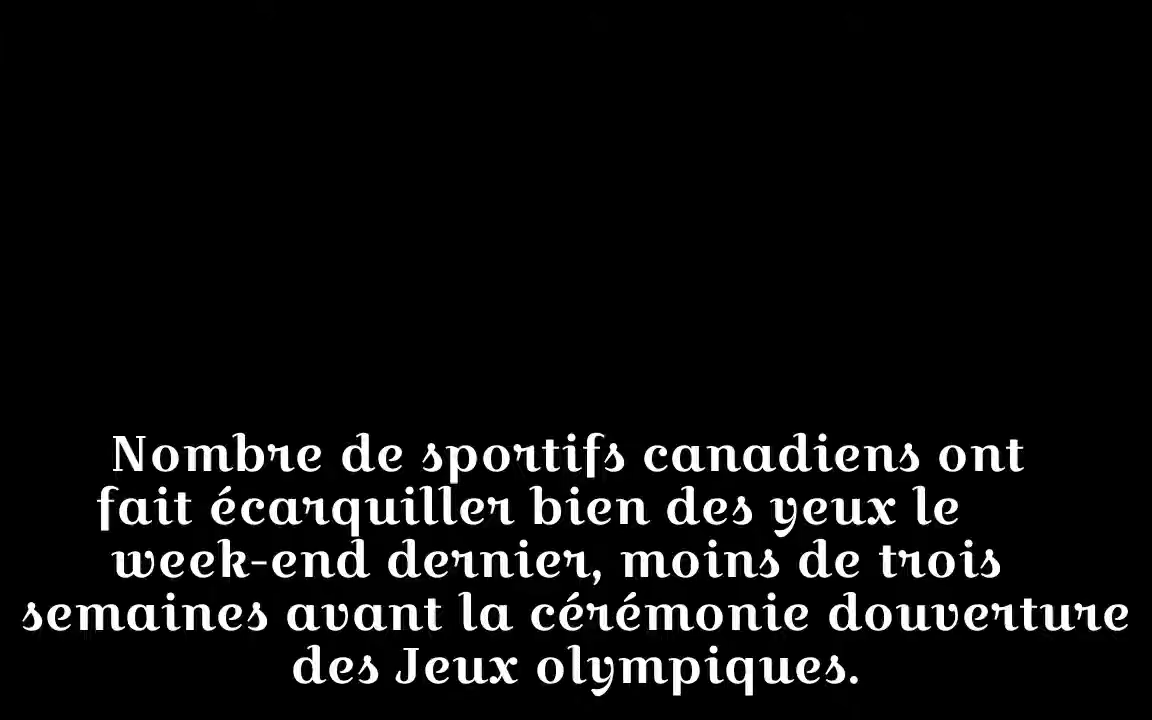 Nombre de sportifs canadiens ont
fait écarquiller bien des yeux le
week-end dernier, moins de trois
semaines avant la cérémonie douverture
des Jeux olympiques.